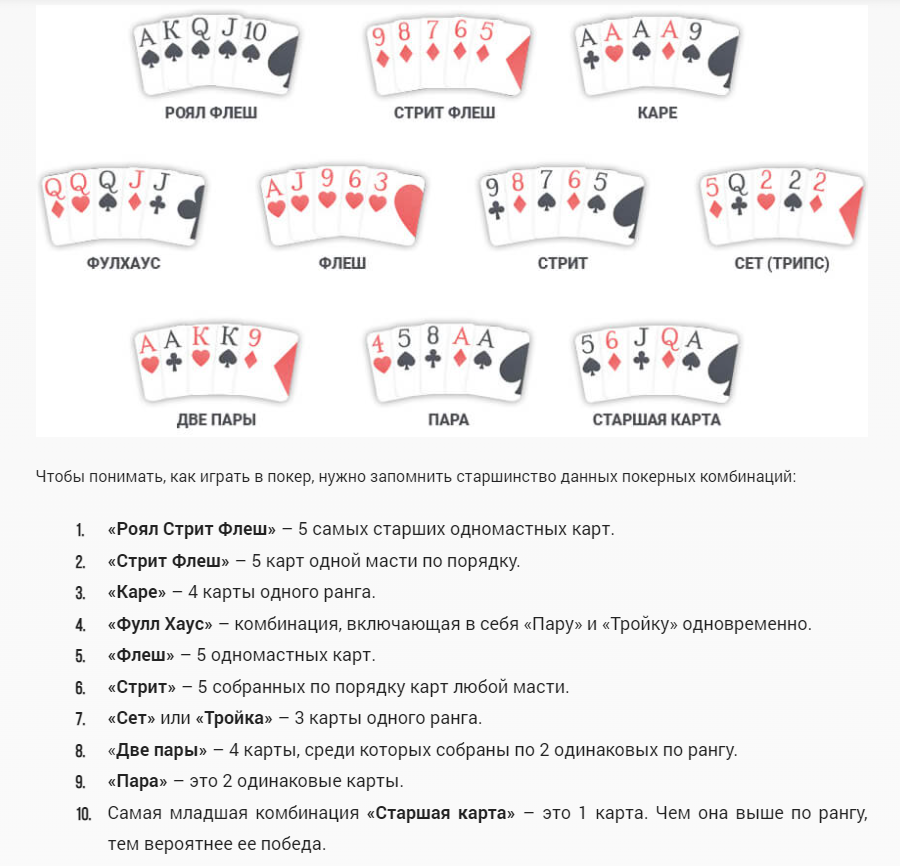 A K Q J 10
9 8 7 6 5
A A A A 9
РОЯЛ ФЛЕШ
СТРИТ ФЛЕШ
КАРЕ
Q Q Q J J
A J 9 6 3
9 8 7 6 5
5 Q 2 2 2
ФУЛХАУС
ФЛЕШ
СТРИТ
СЕТ (ТРИПС)
A A K K 9
4 5 8 A A
5 6 J Q A
ДВЕ ПАРЫ
ПАРА
СТАРШАЯ КАРТА
Чтобы понимать, как играть в покер, нужно запомнить старшинство данных покерных комбинаций:
1. «Роял Стрит Флеш» – 5 самых старших одномастных карт.
2. «Стрит Флеш» – 5 карт одной масти по порядку.
3. «Каре» – 4 карты одного ранга.
4. «Фулл Хаус» – комбинация, включающая в себя «Пару» и «Тройку» одновременно.
5. «Флеш» – 5 одномастных карт.
6. «Стрит» – 5 собранных по порядку карт любой масти.
7. «Сет» или «Тройка» – 3 карты одного ранга.
8. «Две пары» – 4 карты, среди которых собраны по 2 одинаковых по рангу.
9. «Пара» – это 2 одинаковые карты.
10. Самая младшая комбинация «Старшая карта» – это 1 карта. Чем она выше по рангу,
тем вероятнее ее победа.